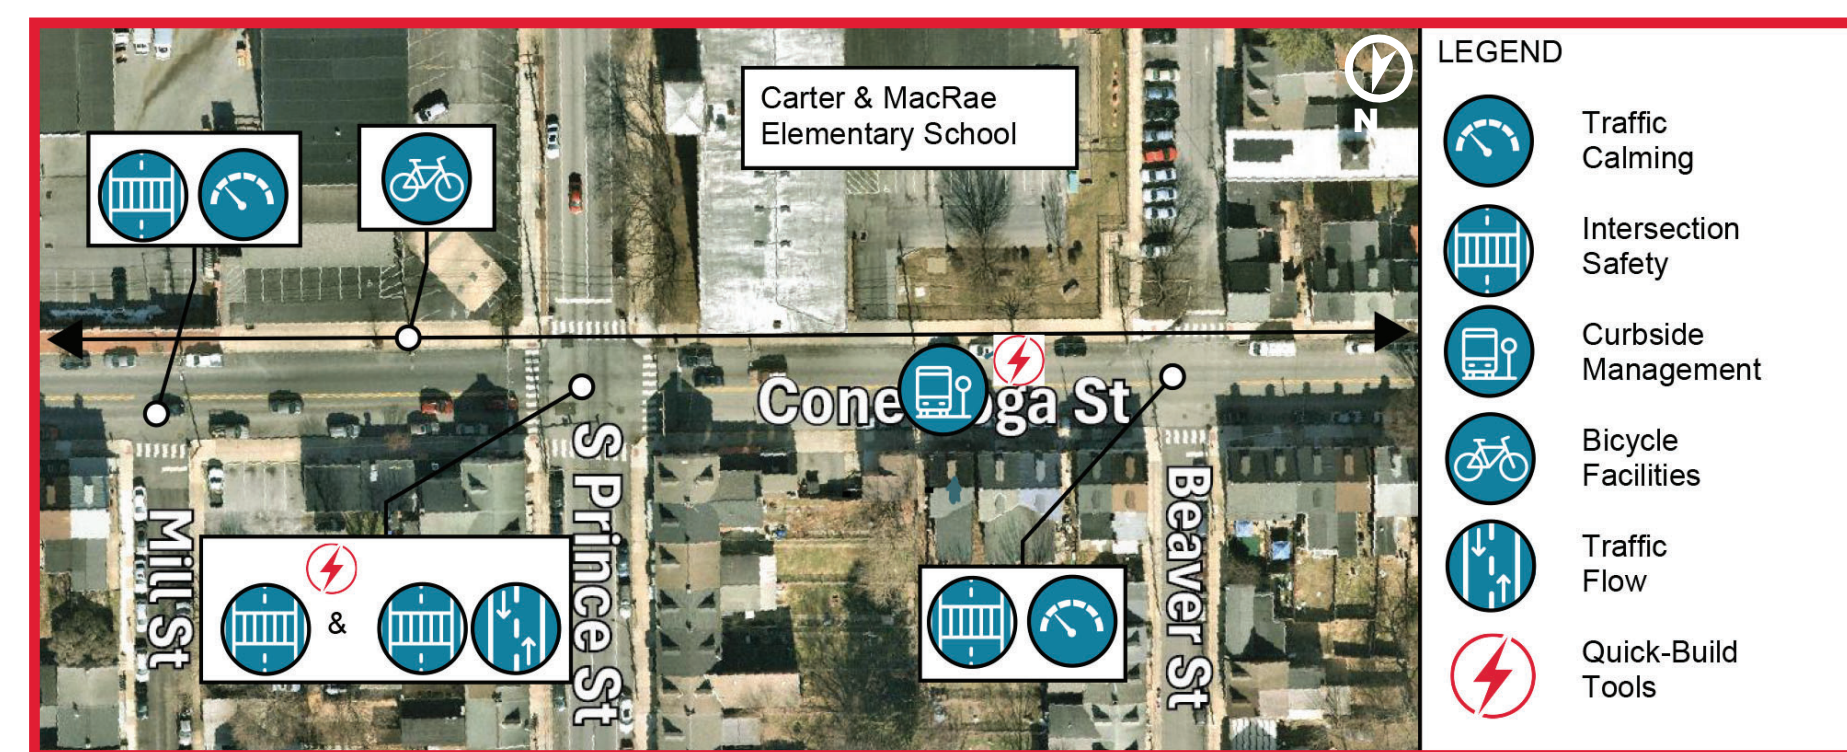 Carter & MacRae
Elementary School
N
Cone oga St
Mill St
S Prince St
Beaver St
&
LEGEND
Traffic
Calming
Intersection
Safety
Curbside
Management
Bicycle
Facilities
Traffic
Flow
Quick-Build
Tools